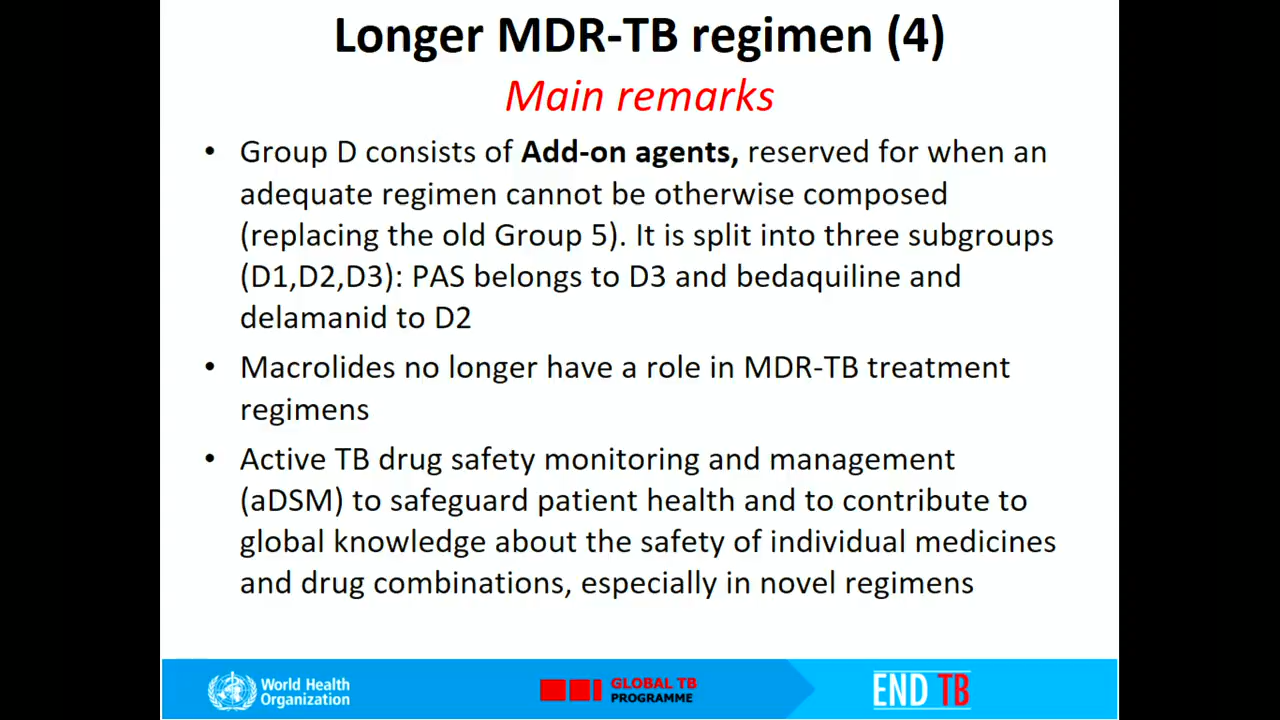 Longer MDR-TB regimen (4)
Main remarks
• Group D consists of Add-on agents, reserved for when an
adequate regimen cannot be otherwise composed
(replacing the old Group 5). It is split into three subgroups
(D1,D2,D3): PAS belongs to D3 and bedaquiline and
delamanid to D2
• Macrolides no longer have a role in MDR-TB treatment
regimens
• Active TB drug safety monitoring and management
(aDSM) to safeguard patient health and to contribute to
global knowledge about the safety of individual medicines
and drug combinations, especially in novel regimens
World Health
Organization
GLOBAL TB
PROGRAMME
END TB